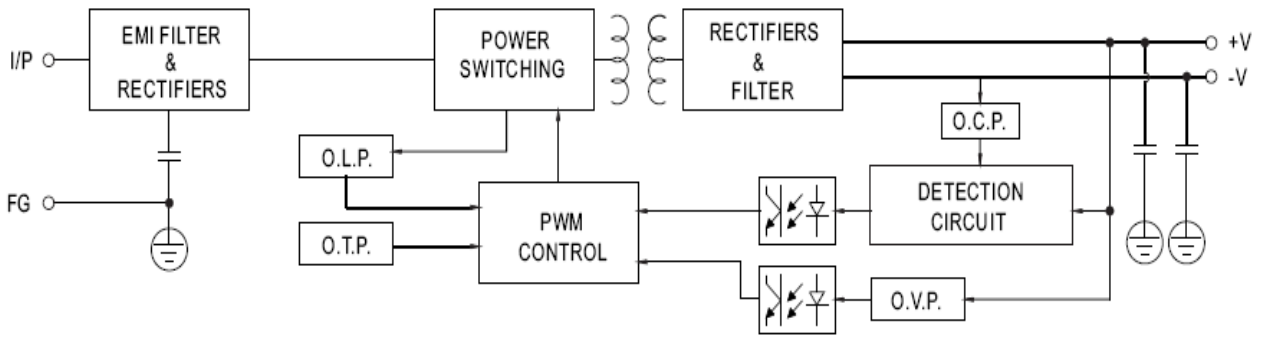 I/P
EMI FILTER
&
RECTIFIERS
POWER
SWITCHING
RECTIFIERS
&
FILTER
+V
-V
O.C.P.
O.L.P.
FG
O.T.P.
PWM
CONTROL
DETECTION
CIRCUIT
O.V.P.